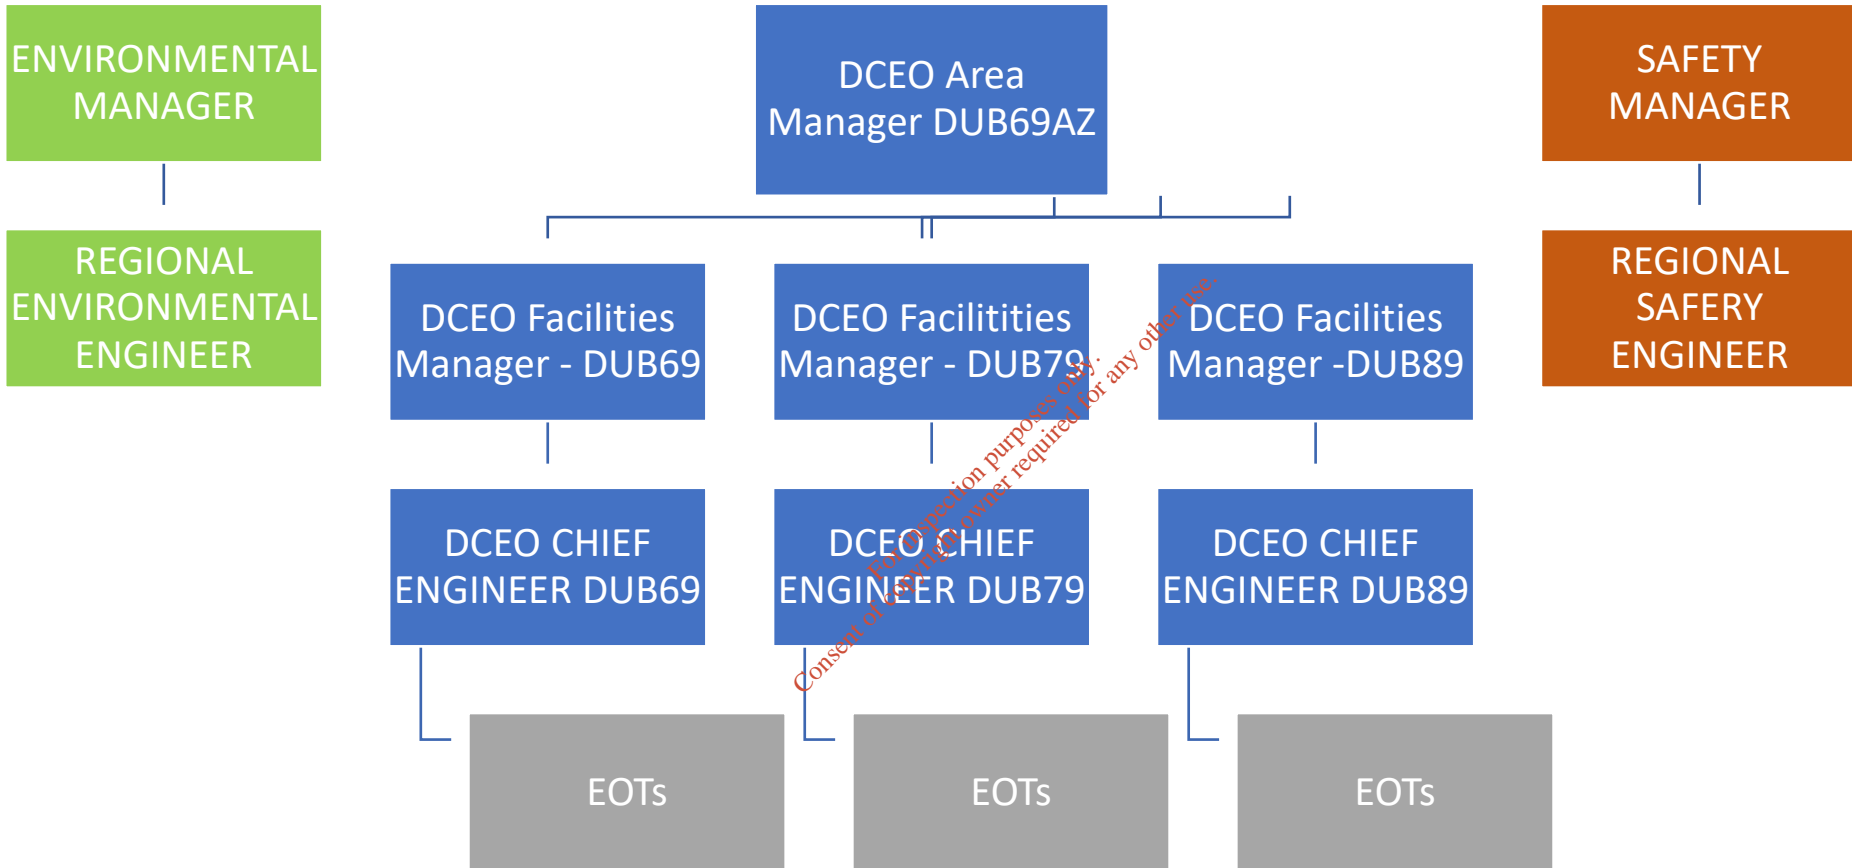 ENVIRONMENTAL
MANAGER
DCEO Area
Manager DUB69AZ
SAFETY
MANAGER
REGIONAL
ENVIRONMENTAL
ENGINEER
DCEO Facilities
Manager - DUB69
DCEO Facilitities
Manager - DUB79
DCEO Facilities
Manager -DUB89
REGIONAL
SAFERY
ENGINEER
DCEO CHIEF
ENGINEER DUB69
DCEO CHIEF
ENGINEER DUB79
DCEO CHIEF
ENGINEER DUB89
EOTs
EOTs
EOTs
For inspection purposes only.
Consent of copyright owner required for any other use.